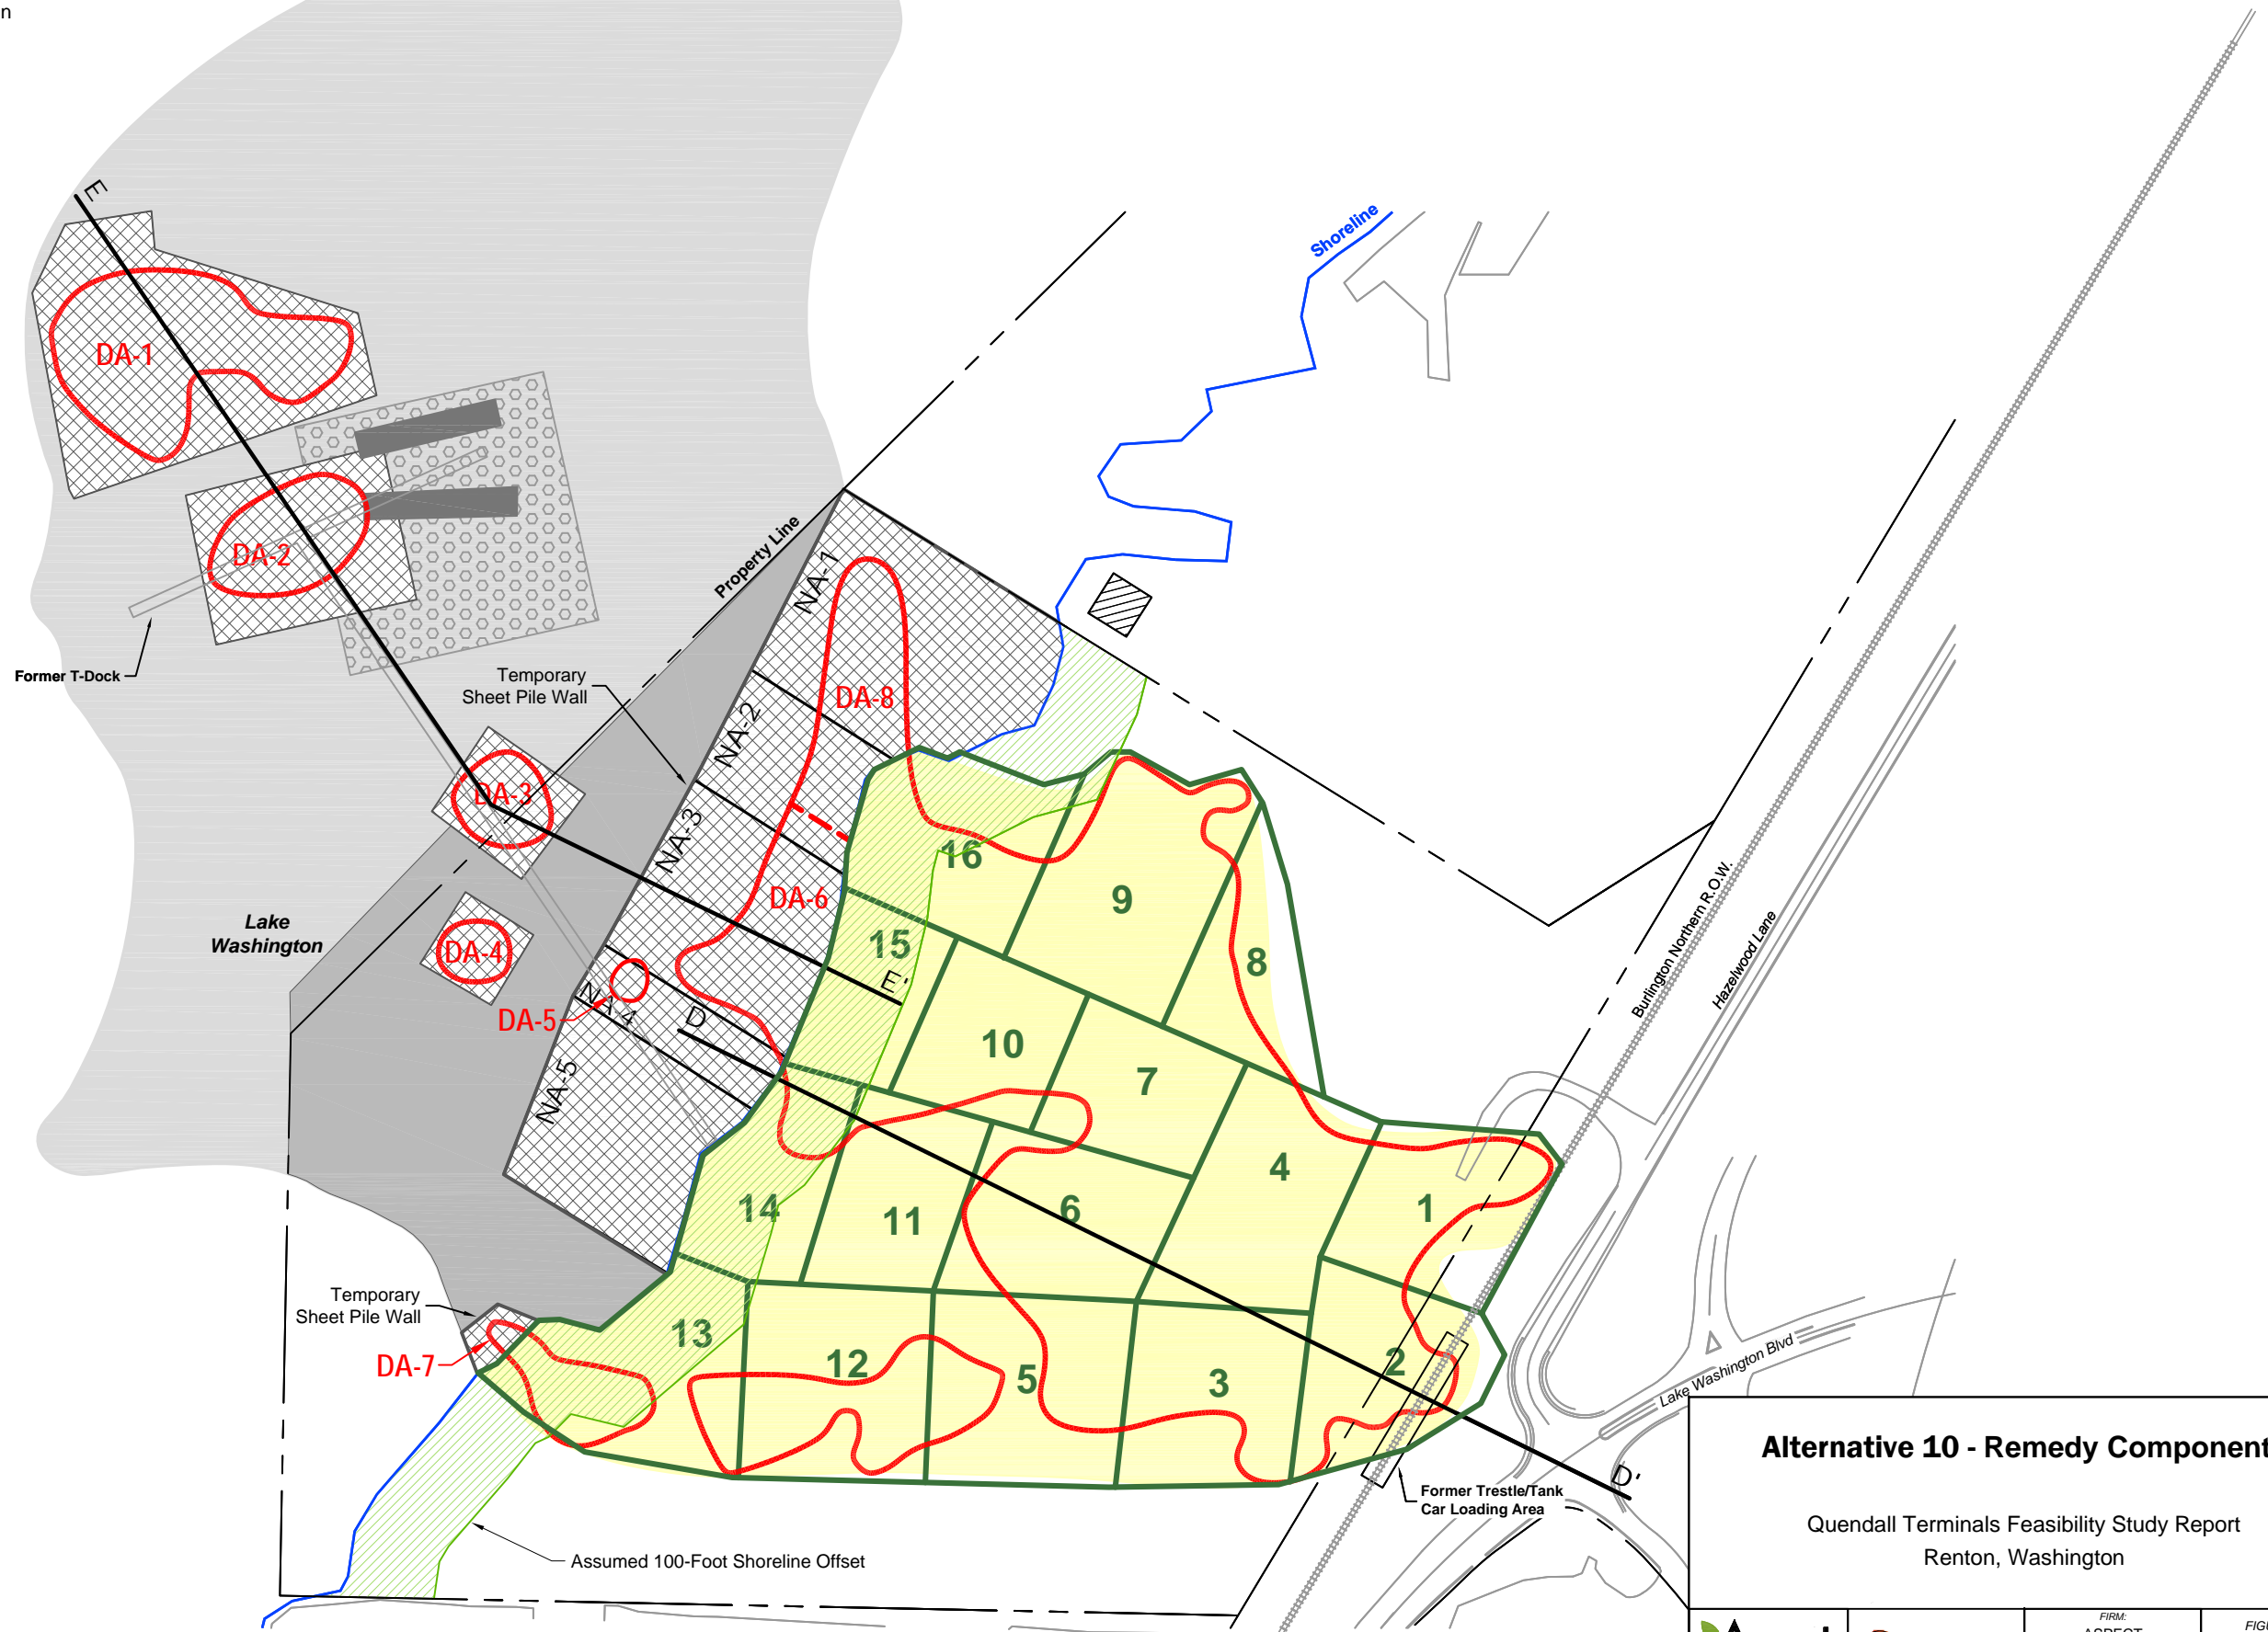 n
E
Shoreline
DA-1
DA-2
Property Line
NA-1
Former T-Dock
Temporary
Sheet Pile Wall
DA-8
NA-2
DA-3
NA-3
16
DA-6
9
Lake
Washington
DA-4
15
8
E'
NA-4
DA-5
D
10
7
NA-5
Burlington Northern R.O.W.
Hazelwood Lane
4
14
11
6
1
Temporary
Sheet Pile Wall
13
DA-7
12
5
3
2
Lake Washington Blvd
D'
Former Trestle/Tank
Car Loading Area
Assumed 100-Foot Shoreline Offset
Alternative 10 - Remedy Component
Quendall Terminals Feasibility Study Report
Renton, Washington
FIRM:
ASPECT